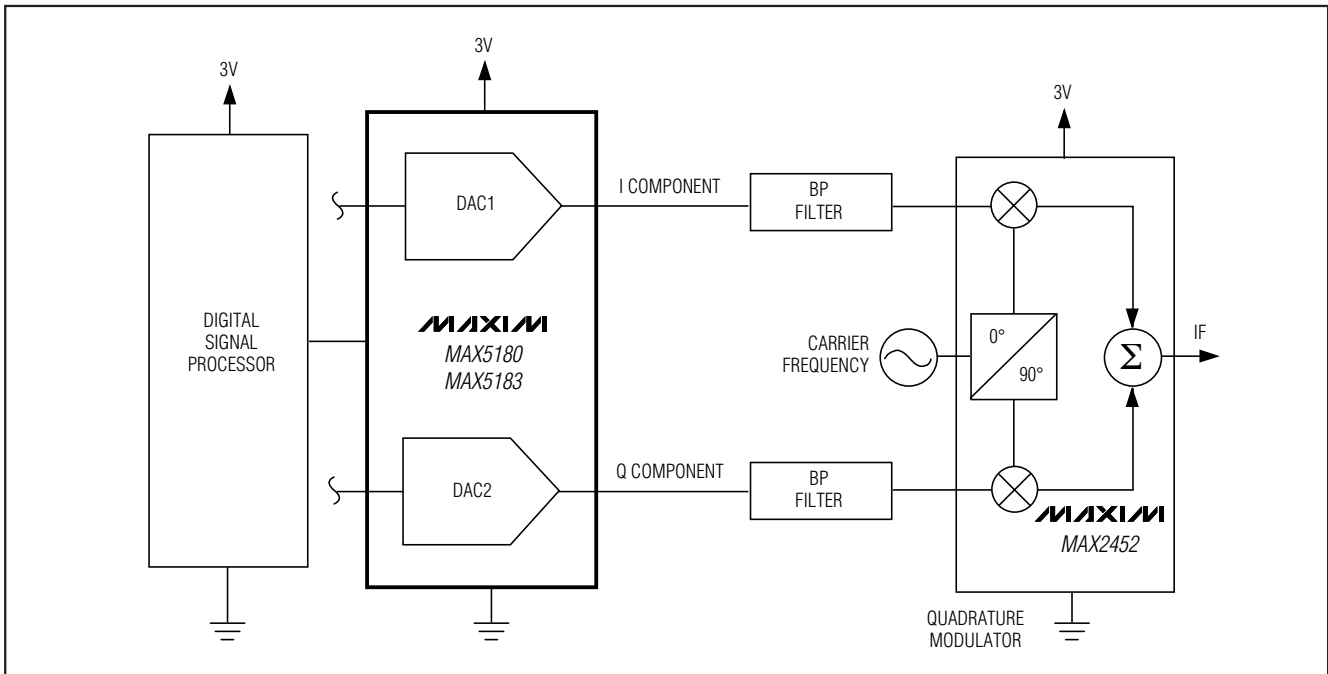 3V
3V
3V
DAC1
I COMPONENT
BP
FILTER
DIGITAL
SIGNAL
PROCESSOR
MAXIM
MAX5180
MAX5183
CARRIER
FREQUENCY
0°
90°
Σ
IF
DAC2
Q COMPONENT
BP
FILTER
MAXIM
MAX2452
QUADRATURE
MODULATOR